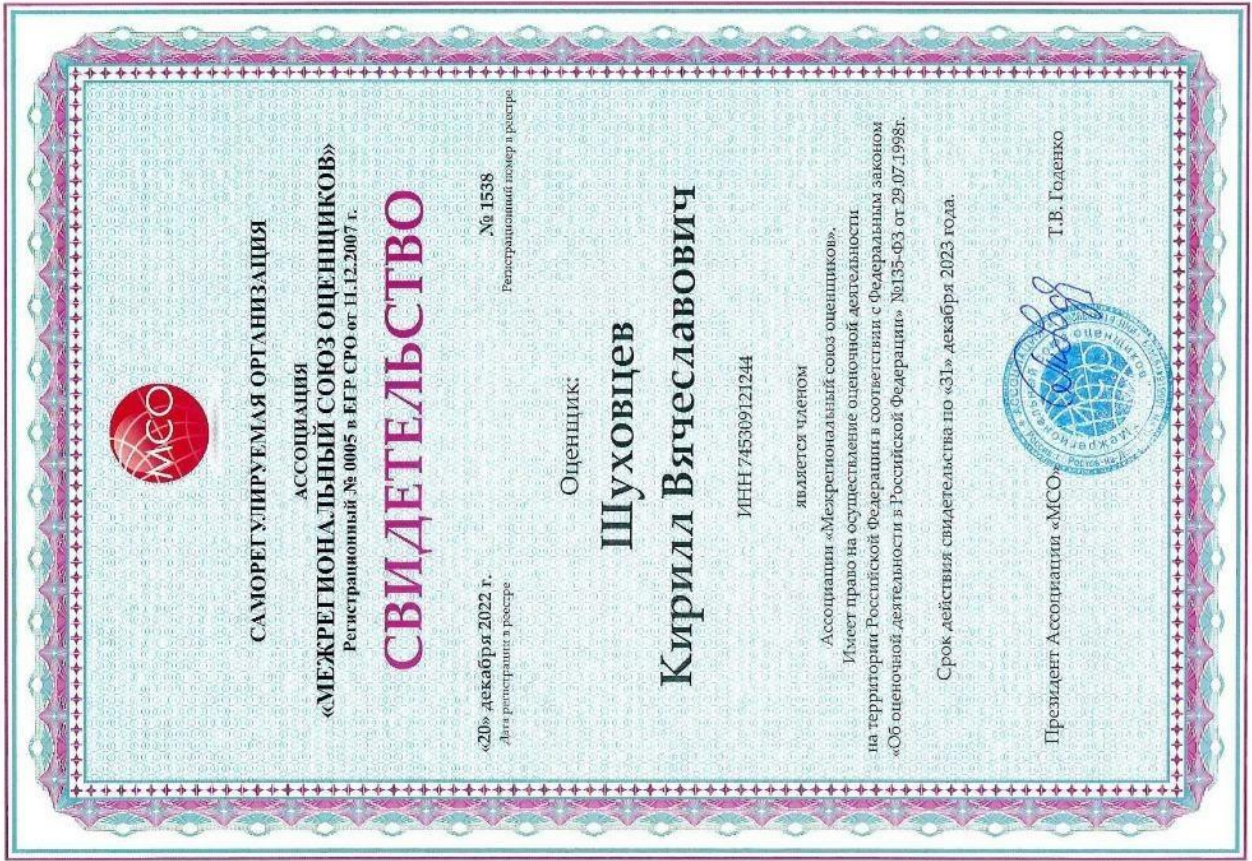 МСО
САМОРЕГУЛИРУЕМАЯ ОРГАНИЗАЦИЯ
АССОЦИАЦИЯ
«МЕЖРЕГИОНАЛЬНЫЙ СОЮЗ ОЦЕНЩИКОВ»
Регистрационный № 0005 в ЕГР СРО от 11.12.2007 г.
СВИДЕТЕЛЬСТВО
«20» декабря 2022 г. № 1538
Дата регистрации в реестре Регистрационный номер в реестре
Оценщик:
Шуховцев
Кирилл Вячеславович
ИНН 745309121244
является членом
Ассоциации «Межрегиональный союз оценщиков».
Имеет право на осуществление оценочной деятельности
на территории Российской Федерации в соответствии с Федеральным законом
«Об оценочной деятельности в Российской Федерации» №135-ФЗ от 29.07.1998г.
Срок действия свидетельства по «31» декабря 2023 года.
Президент Ассоциации «МСО» Т.В. Годенко